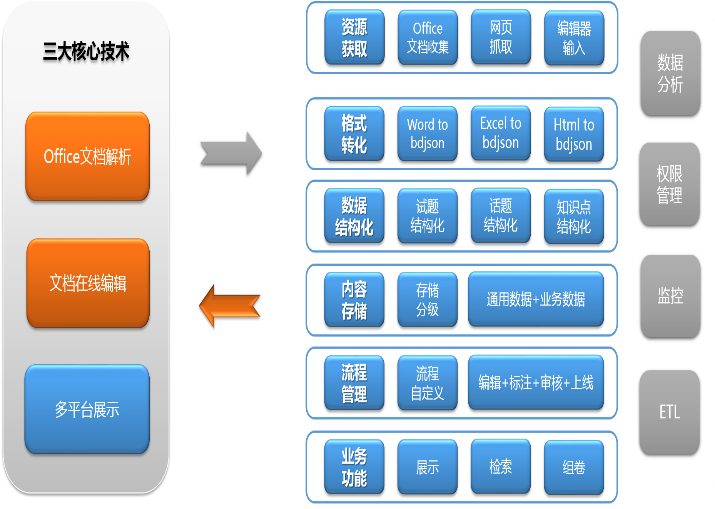 三大核心技术
Office文档解析
文档在线编辑
多平台展示
资源
获取
Office
文档收集
网页
抓取
编辑器
输入
格式
转化
Word to
bdjson
Excel to
bdjson
Html to
bdjson
数据
结构化
试题
结构化
话题
结构化
知识点
结构化
内容
存储
存储
分级
通用数据+业务数据
流程
管理
流程
自定义
编辑+标注+审核+上线
业务
功能
展示
检索
组卷
数据
分析
权限
管理
监控
ETL